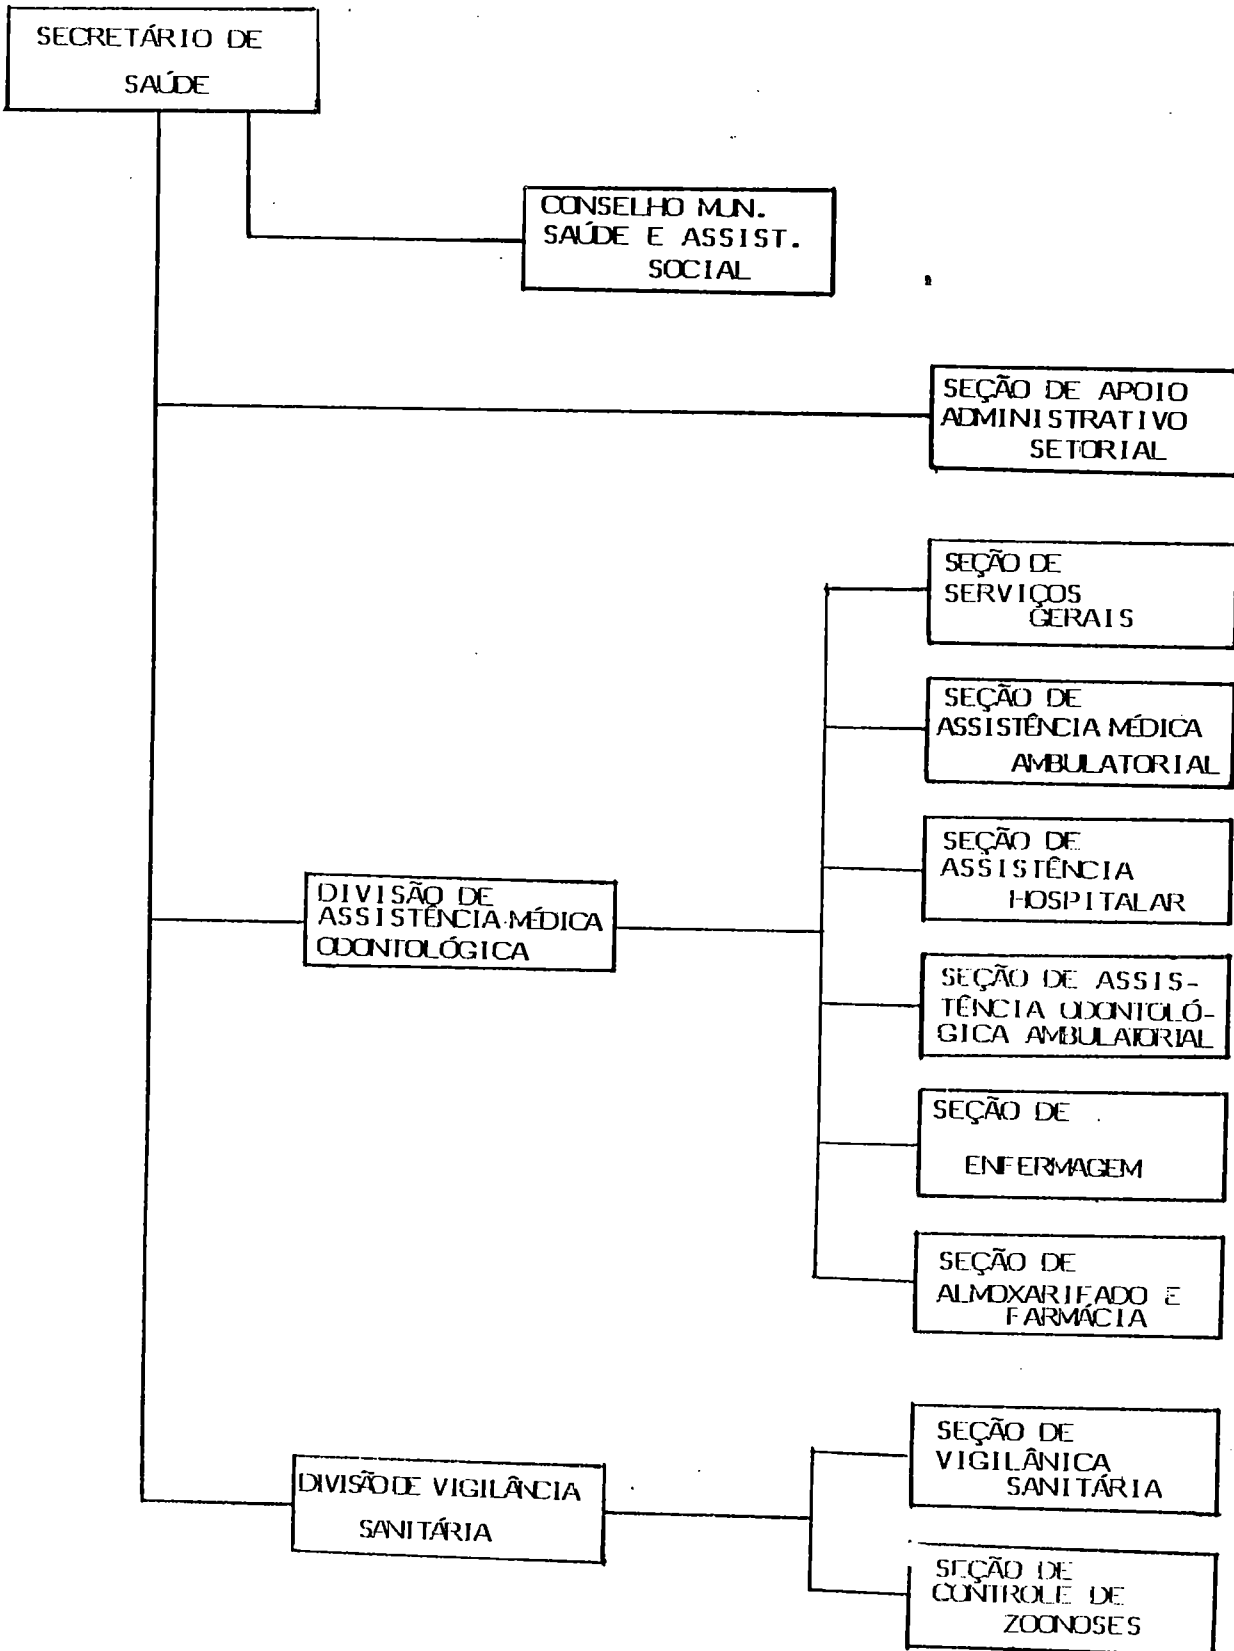 SECRETÁRIO DE
SAÚDE
CONSELHO MUN.
SAÚDE E ASSIST.
SOCIAL
SEÇÃO DE APOIO
ADMINISTRATIVO
SETORIAL
SEÇÃO DE
SERVIÇOS
GERAIS
SEÇÃO DE
ASSISTÊNCIA MÉDICA
AMBULATORIAL
SEÇÃO DE
ASSISTÊNCIA
HOSPITALAR
DIVISÃO DE
ASSISTÊNCIA MÉDICA
ODONTOLÓGICA
SEÇÃO DE ASSIS-
TÊNCIA ODONTOLÓ-
GICA AMBULATORIAL
SEÇÃO DE
ENFERMAGEM
SEÇÃO DE
ALMOXARIFADO E
FARMÁCIA
SEÇÃO DE
VIGILÂNICA
SANITÁRIA
DIVISÃO DE VIGILÂNCIA
SANITÁRIA
SEÇÃO DE
CONTROLE DE
ZOONOSES